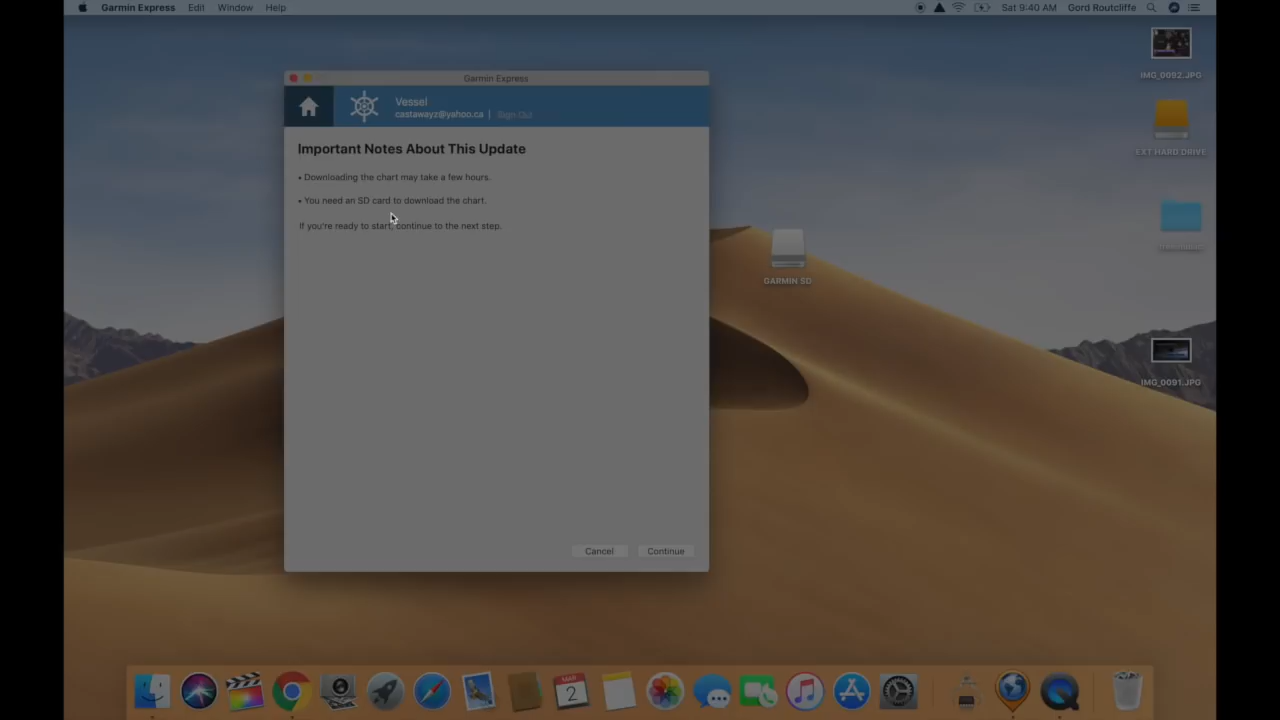 Garmin Express Edit Window Help
Sat 9:40 AM Gord Routcliffe
IMG_0092.JPG
Garmin Express
Vessel
castawayz@yahoo.ca | Sign Out
Important Notes About This Update
EXT HARD DRIVE
• Downloading the chart may take a few hours.
• You need an SD card to download the chart.
If you're ready to start, continue to the next step.
GARMIN SD
IMG_0091.JPG
Cancel Continue
MAR
2